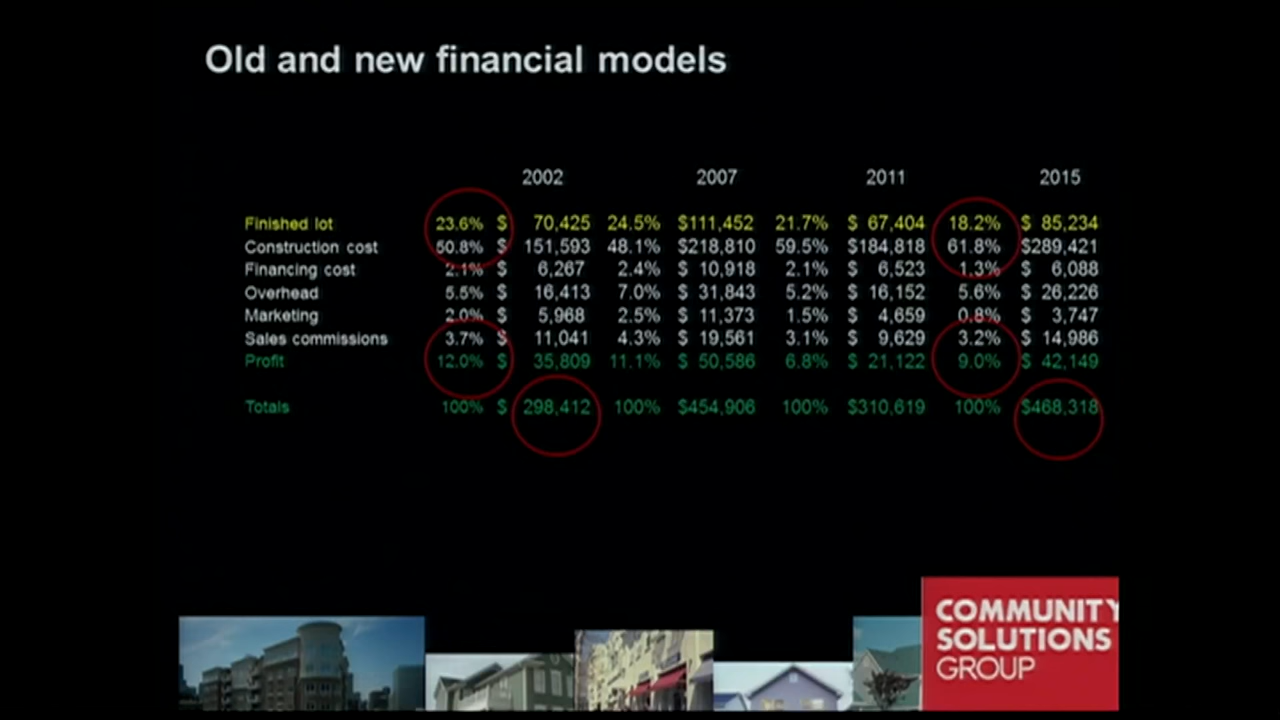 Old and new financial models
2002 2007 2011 2015
Finished lot 23.6% $ 70,425 24.5% $111,452 21.7% $ 67,404 18.2% $ 85,234
Construction cost 50.8% $ 151,593 48.1% $218,810 59.5% $184,818 61.8% $289,421
Financing cost 2.1% $ 6,267 2.4% $ 10,918 2.1% $ 6,523 1.3% $ 6,088
Overhead 5.5% $ 16,413 7.0% $ 31,843 5.2% $ 16,152 5.6% $ 26,226
Marketing 2.0% $ 5,968 2.5% $ 11,373 1.5% $ 4,659 0.8% $ 3,747
Sales commissions 3.7% $ 11,041 4.3% $ 19,561 3.1% $ 9,629 3.2% $ 14,986
Profit 12.0% $ 35,809 11.1% $ 50,586 6.8% $ 21,122 9.0% $ 42,149
Totals 100% $ 298,412 100% $454,906 100% $310,619 100% $468,318
COMMUNITY
SOLUTIONS
GROUP